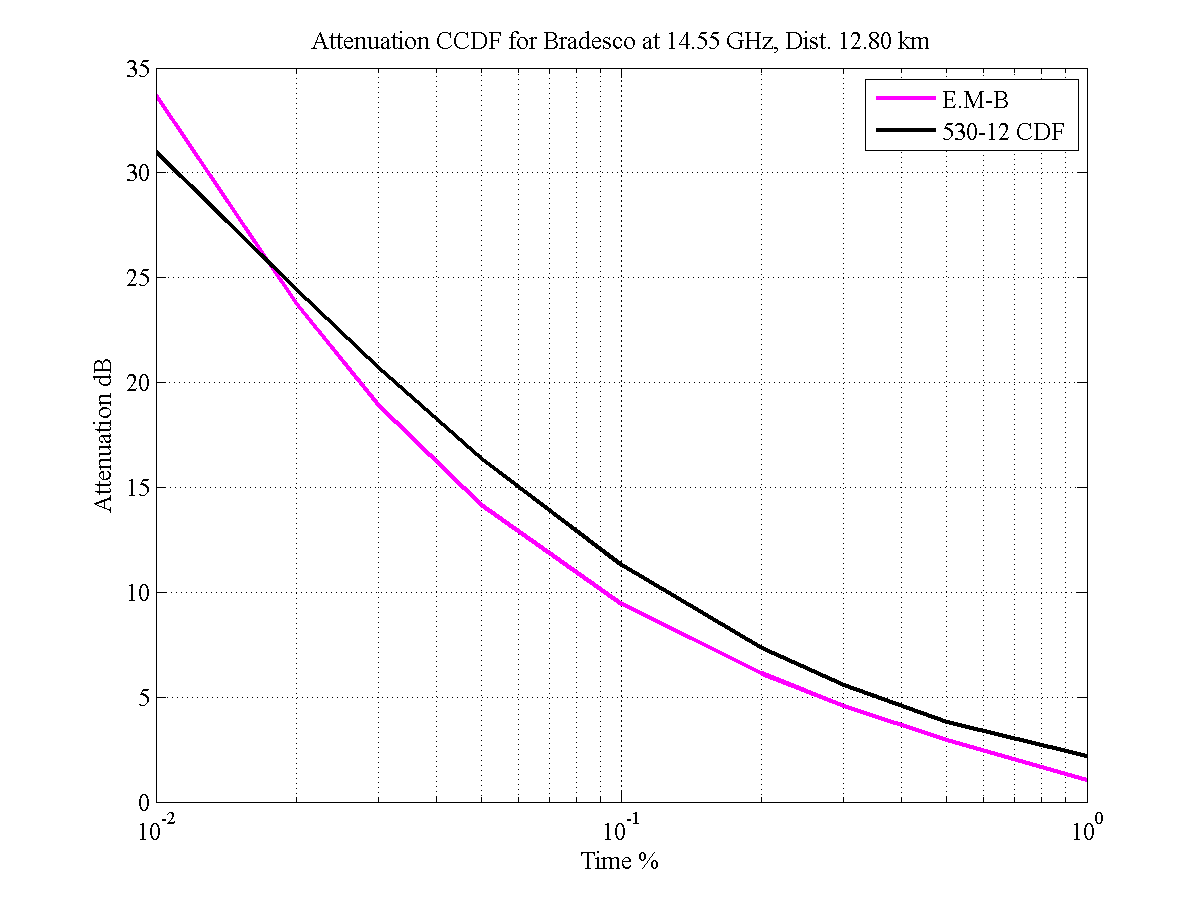 Attenuation CCDF for Bradesco at 14.55 GHz, Dist. 12.80 km
35
30
25
20
15
10
5
0
Attenuation dB
E.M-B
530-12 CDF
10^-2
10^-1
10^0
Time %